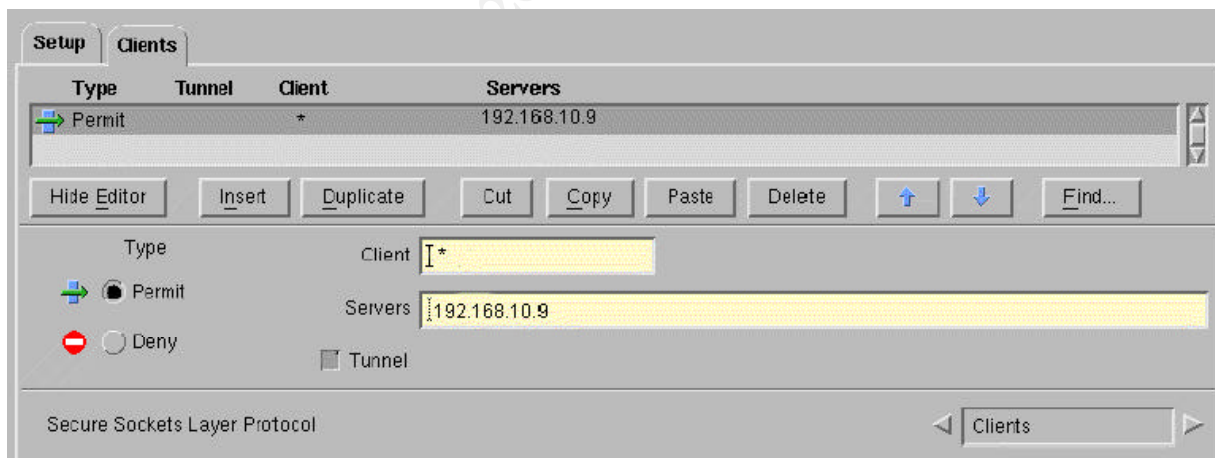 Setup Clients
Type Tunnel Client Servers
Permit * 192.168.10.9
Hide Editor Insert Duplicate Cut Copy Paste Delete Find...
Type
Client *
Permit
Servers 192.168.10.9
Deny
Tunnel
Secure Sockets Layer Protocol Clients